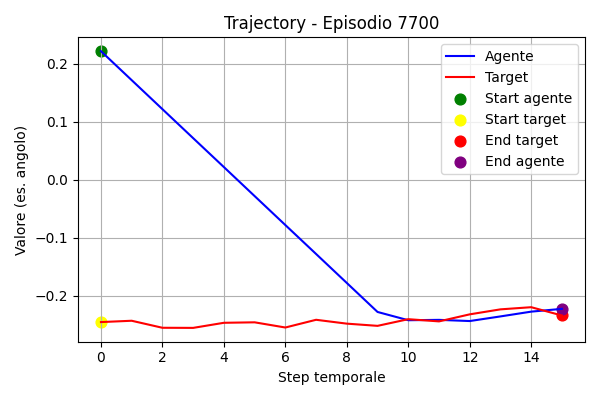 Trajectory - Episodio 7700
Valore (es. angolo)
0.2
0.1
0.0
−0.1
−0.2
0
2
4
6
8
10
12
14
Step temporale
Agente
Target
Start agente
Start target
End target
End agente